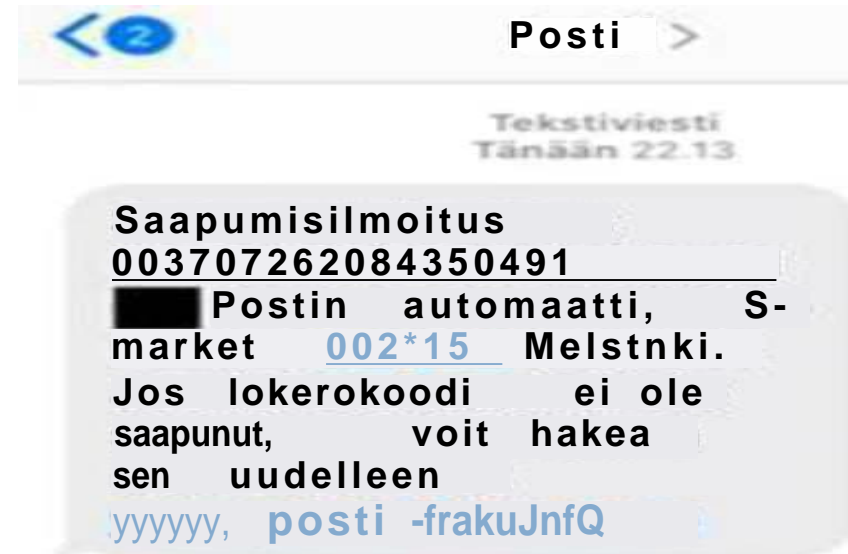 2
Posti >
Tekstiviesti
Tänään 22.13
Saapumisilmoitus
003707262084350491
Postin automaatti, S-
market 002*15 Melstnki.
Jos lokerokoodi ei ole
saapunut, voit hakea
sen uudelleen
yyyyyy, posti -frakuJnfQ